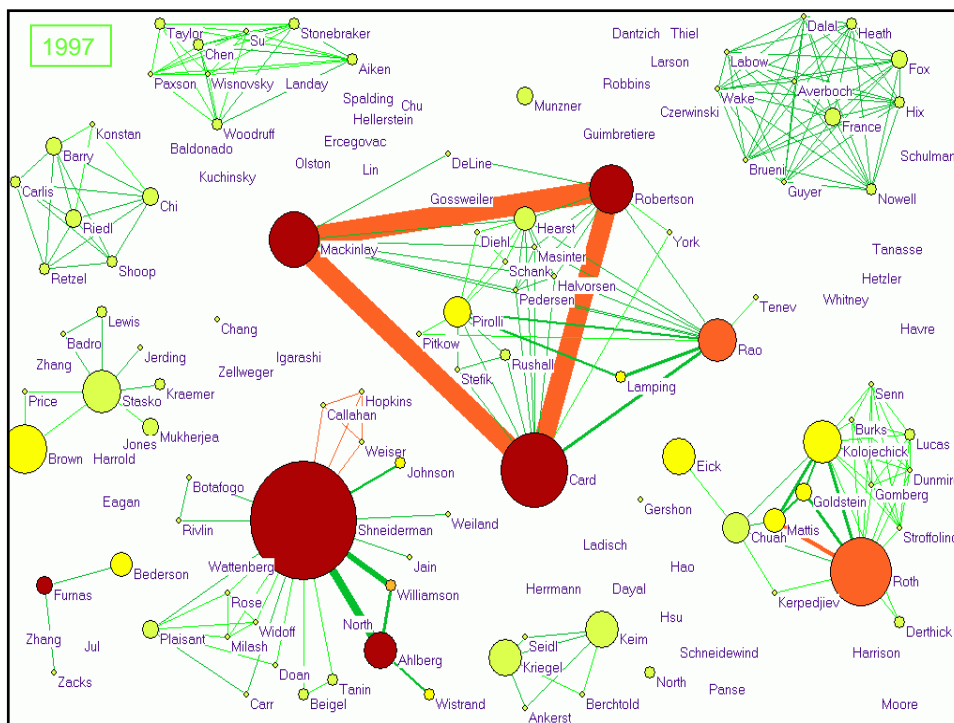 1997
Taylor
Su
Stonebraker
Chen
Aiken
Paxson
Wisnovsky
Landay
Woodruff
Spalding
Chu
Hellerstein
Ercegovac
Baldonado
Kuchinsky
Olston
Lin
Dantzich
Thiel
Larson
Robbins
Munzner
Czerwinski
Guimbretiere
Dalal
Heath
Labow
Fox
Averboch
Wake
Hix
France
Schulman
Brueni
Guyer
Nowell
Konstan
Barry
Carlis
Chi
Riedl
Shoop
Retzel
DeLine
Gossweiler
Robertson
Mackinlay
Hearst
Diehl
Masinter
York
Schank
Halvorsen
Pedersen
Tanasse
Hetzler
Whitney
Tenev
Havre
Pirolli
Pitkow
Rao
Rushall
Stefik
Lamping
Lewis
Badro
Chang
Zhang
Jerding
Igarashi
Zellweger
Price
Stasko
Kraemer
Jones
Mukherjea
Brown
Harrold
Hopkins
Callahan
Weiser
Johnson
Card
Eagan
Botafogo
Rivlin
Shneiderman
Weiland
Senn
Burks
Lucas
Kolojechick
Eick
Dunmire
Gomberg
Goldstein
Gershon
Chuah
Mattis
Stroffolino
Ladisch
Jain
Wattenberg
Bederson
Furnas
Williamson
Herrmann
Dayal
Hao
Roth
Kerpedjiev
Rose
Widoff
North
Hsu
Plaisant
Milash
Zhang
Jul
Seidl
Keim
Derthick
Schneidewind
Harrison
Ahlberg
Kriegel
Doan
Zacks
Tanin
North
Carr
Beigel
Wistrand
Berchtold
Panse
Ankerst
Moore